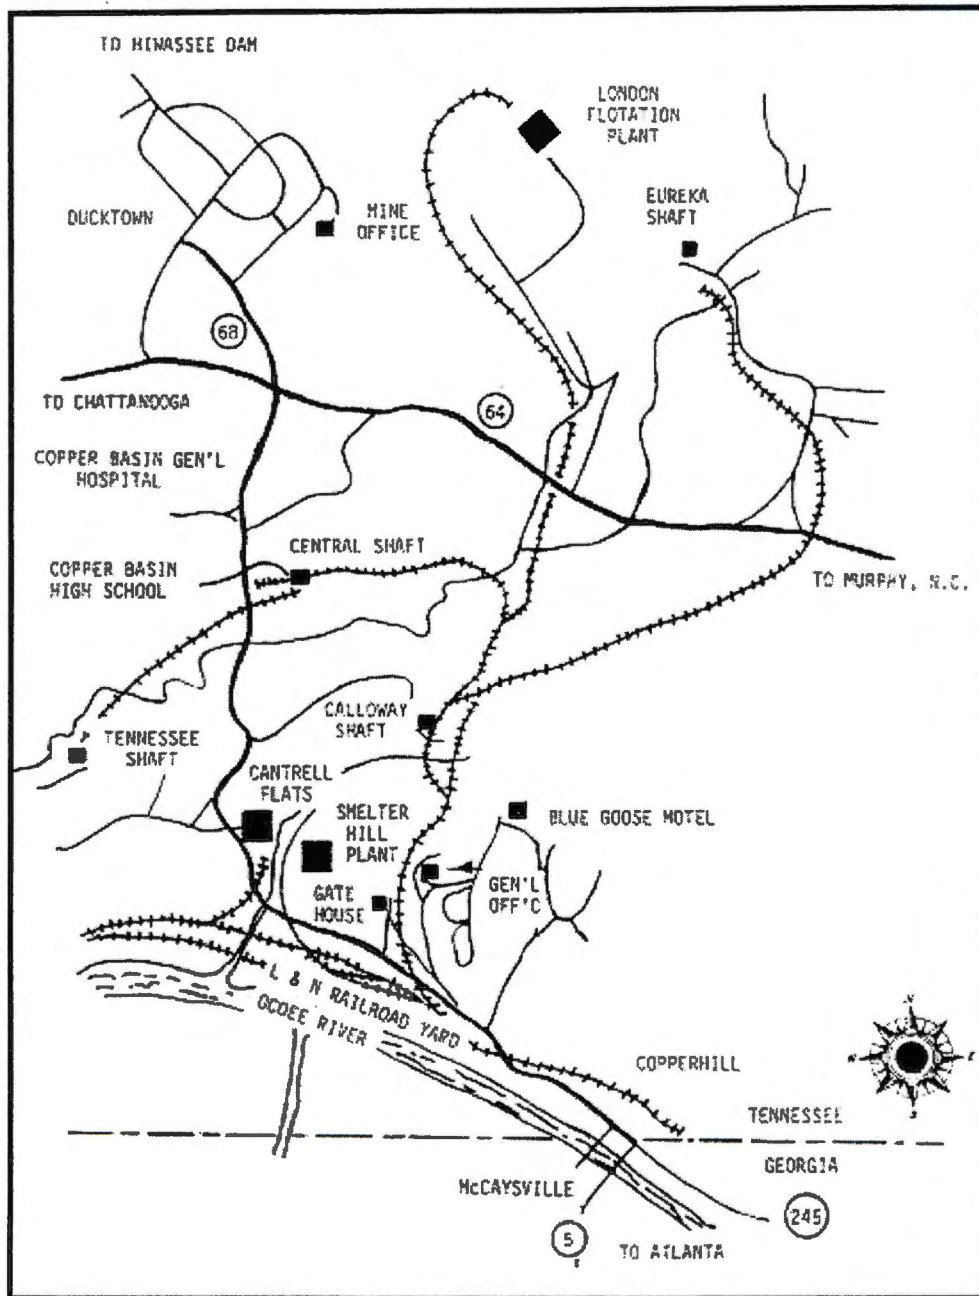 TO HIWASSEE DAM
LONDON
FLOTATION
PLANT
EUREKA
SHAFT
DUCKTOWN
MINE
OFFICE
68
TO CHATTANOOGA
64
COPPER BASIN GEN'L
HOSPITAL
CENTRAL SHAFT
COPPER BASIN
HIGH SCHOOL
TO MURPHY, N.C.
CALLOWAY
SHAFT
TENNESSEE
SHAFT
CANTRELL
FLATS
SMELTER
HILL
PLANT
BLUE GOOSE MOTEL
GATE
HOUSE
GEN'L
OFF'C
L & N RAILROAD YARD
OCOEE RIVER
COPPERHILL
N
W
E
S
TENNESSEE
GEORGIA
McCAYSVILLE
245
5
TO ATLANTA